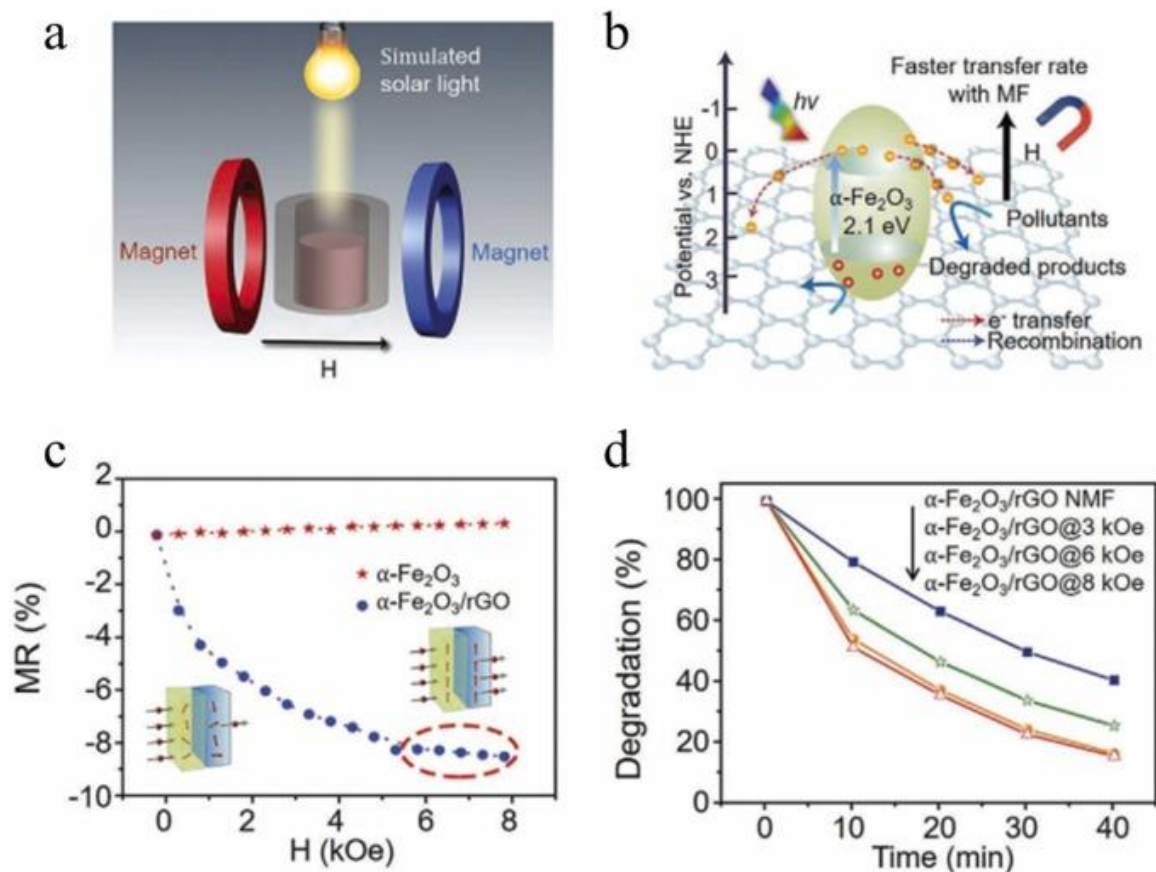 a
Simulated
solar light
Magnet
Magnet
H
b
Faster transfer rate
with MF
hv
H
Potential vs. NHE
-1
0
1
2
3
α-Fe₂O₃
2.1 eV
Pollutants
Degraded products
e⁻ transfer
Recombination
c
MR (%)
2
0
-2
-4
-6
-8
-10
α-Fe₂O₃
α-Fe₂O₃/rGO
0 2 4 6 8
H (kOe)
d
Degradation (%)
100
80
60
40
20
0
α-Fe₂O₃/rGO NMF
α-Fe₂O₃/rGO@3 kOe
α-Fe₂O₃/rGO@6 kOe
α-Fe₂O₃/rGO@8 kOe
0 10 20 30 40
Time (min)